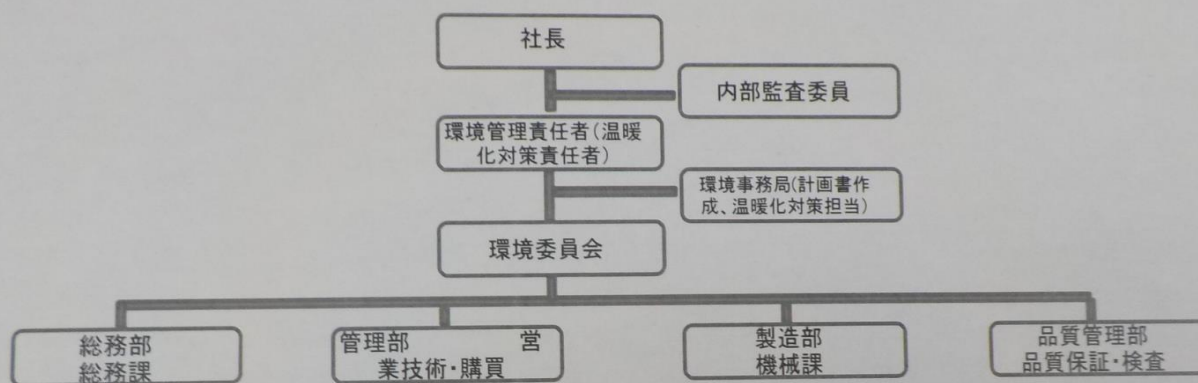 社長
内部監査委員
環境管理責任者(温暖
化対策責任者)
環境事務局(計画書作
成、温暖化対策担当)
環境委員会
総務部
総務課
管理部 営
業技術・購買
製造部
機械課
品質管理部
品質保証・検査